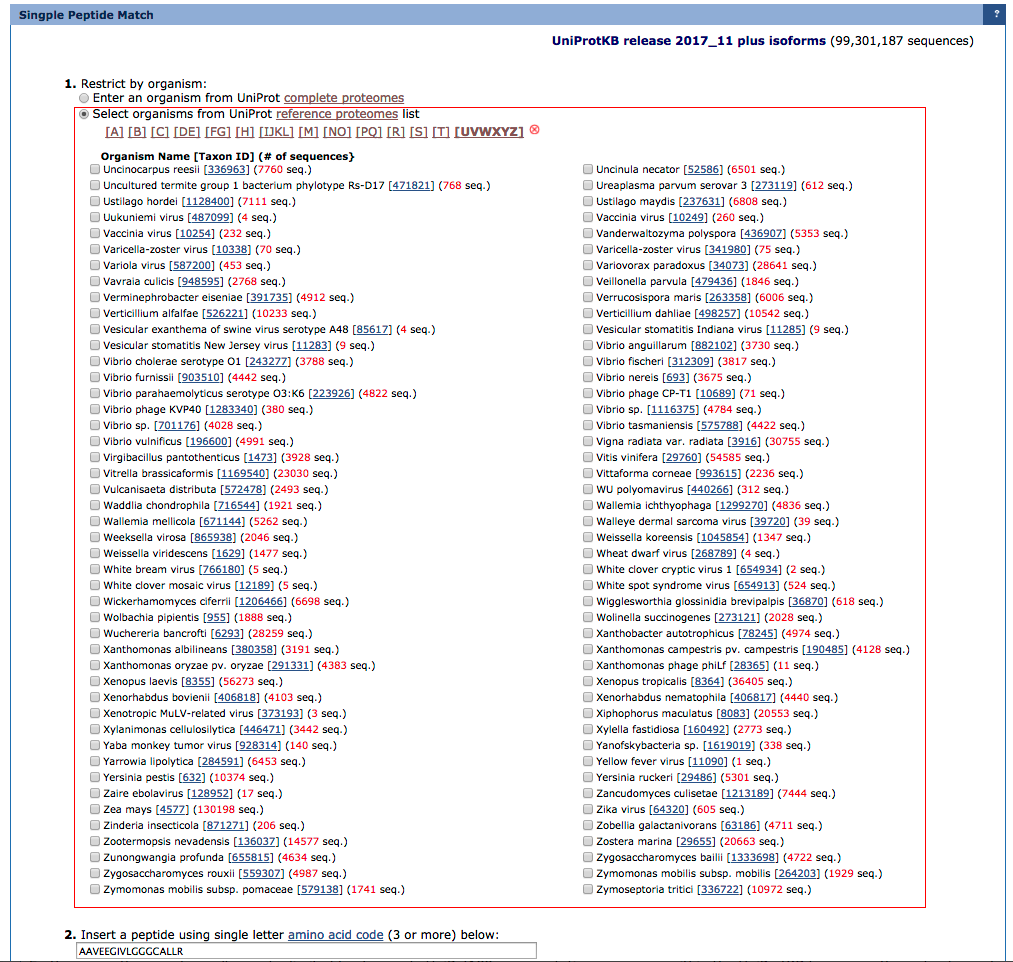 Singple Peptide Match
?
UniProtKB release 2017_11 plus isoforms (99,301,187 sequences)
1. Restrict by organism:
Enter an organism from UniProt complete proteomes
Select organisms from UniProt reference proteomes list
[A] [B] [C] [DE] [FG] [H] [IJKL] [M] [NO] [PQ] [R] [S] [T] [UVWXYZ]
Organism Name [Taxon ID] (# of sequences}
Uncinocarpus reesii [336963] (7760 seq.) Uncinula necator [52586] (6501 seq.)
Uncultured termite group 1 bacterium phylotype Rs-D17 [471821] (768 seq.) Ureaplasma parvum serovar 3 [273119] (612 seq.)
Ustilago hordei [1128400] (7111 seq.) Ustilago maydis [237631] (6808 seq.)
Uukuniemi virus [487099] (4 seq.) Vaccinia virus [10249] (260 seq.)
Vaccinia virus [10254] (232 seq.) Vanderwaltozyma polyspora [436907] (5353 seq.)
Varicella-zoster virus [10338] (70 seq.) Varicella-zoster virus [341980] (75 seq.)
Variola virus [587200] (453 seq.) Variovorax paradoxus [34073] (28641 seq.)
Vavraia culicis [948595] (2768 seq.) Veillonella parvula [479436] (1846 seq.)
Verminephrobacter eiseniae [391735] (4912 seq.) Verrucosispora maris [263358] (6006 seq.)
Verticillium alfalfae [526221] (10233 seq.) Verticillium dahliae [498257] (10542 seq.)
Vesicular exanthema of swine virus serotype A48 [85617] (4 seq.) Vesicular stomatitis Indiana virus [11285] (9 seq.)
Vesicular stomatitis New Jersey virus [11283] (9 seq.) Vibrio anguillarum [882102] (3730 seq.)
Vibrio cholerae serotype O1 [243277] (3788 seq.) Vibrio fischeri [312309] (3817 seq.)
Vibrio furnissii [903510] (4442 seq.) Vibrio nereis [693] (3675 seq.)
Vibrio parahaemolyticus serotype O3:K6 [223926] (4822 seq.) Vibrio phage CP-T1 [10689] (71 seq.)
Vibrio phage KVP40 [1283340] (380 seq.) Vibrio sp. [1116375] (4784 seq.)
Vibrio sp. [701176] (4028 seq.) Vibrio tasmaniensis [575788] (4422 seq.)
Vibrio vulnificus [196600] (4991 seq.) Vigna radiata var. radiata [3916] (30755 seq.)
Virgibacillus pantothenticus [1473] (3928 seq.) Vitis vinifera [29760] (54585 seq.)
Vitrella brassicaformis [1169540] (23030 seq.) Vittaforma corneae [993615] (2236 seq.)
Vulcanisaeta distributa [572478] (2493 seq.) WU polyomavirus [440266] (312 seq.)
Waddlia chondrophila [716544] (1921 seq.) Wallemia ichthyophaga [1299270] (4836 seq.)
Wallemia mellicola [671144] (5262 seq.) Walleye dermal sarcoma virus [39720] (39 seq.)
Weeksella virosa [865938] (2046 seq.) Weissella koreensis [1045854] (1347 seq.)
Weissella viridescens [1629] (1477 seq.) Wheat dwarf virus [268789] (4 seq.)
White bream virus [766180] (5 seq.) White clover cryptic virus 1 [654934] (2 seq.)
White clover mosaic virus [12189] (5 seq.) White spot syndrome virus [654913] (524 seq.)
Wickerhamomyces ciferrii [1206466] (6698 seq.) Wigglesworthia glossinidia brevipalpis [36870] (618 seq.)
Wolbachia pipientis [955] (1888 seq.) Wolinella succinogenes [273121] (2028 seq.)
Wuchereria bancrofti [6293] (28259 seq.) Xanthobacter autotrophicus [78245] (4974 seq.)
Xanthomonas albilineans [380358] (3191 seq.) Xanthomonas campestris pv. campestris [190485] (4128 seq.)
Xanthomonas oryzae pv. oryzae [291331] (4383 seq.) Xanthomonas phage phiLf [28365] (11 seq.)
Xenopus laevis [8355] (56273 seq.) Xenopus tropicalis [8364] (36405 seq.)
Xenorhabdus bovienii [406818] (4103 seq.) Xenorhabdus nematophila [406817] (4440 seq.)
Xenotropic MuLV-related virus [373193] (3 seq.) Xiphophorus maculatus [8083] (20553 seq.)
Xylanimonas cellulosilytica [446471] (3442 seq.) Xylella fastidiosa [160492] (2773 seq.)
Yaba monkey tumor virus [928314] (140 seq.) Yanofskybacteria sp. [1619019] (338 seq.)
Yarrowia lipolytica [284591] (6453 seq.) Yellow fever virus [11090] (1 seq.)
Yersinia pestis [632] (10374 seq.) Yersinia ruckeri [29486] (5301 seq.)
Zaire ebolavirus [128952] (17 seq.) Zancudomyces culisetae [1213189] (7444 seq.)
Zea mays [4577] (130198 seq.) Zika virus [64320] (605 seq.)
Zinderia insecticola [871271] (206 seq.) Zobellia galactanivorans [63186] (4711 seq.)
Zootermopsis nevadensis [136037] (14577 seq.) Zostera marina [29655] (20663 seq.)
Zunongwangia profunda [655815] (4634 seq.) Zygosaccharomyces bailii [1333698] (4722 seq.)
Zygosaccharomyces rouxii [559307] (4987 seq.) Zymomonas mobilis subsp. mobilis [264203] (1929 seq.)
Zymomonas mobilis subsp. pomaceae [579138] (1741 seq.) Zymoseptoria tritici [336722] (10972 seq.)
2. Insert a peptide using single letter amino acid code (3 or more) below:
AAVEEGIVLGGGCALLR